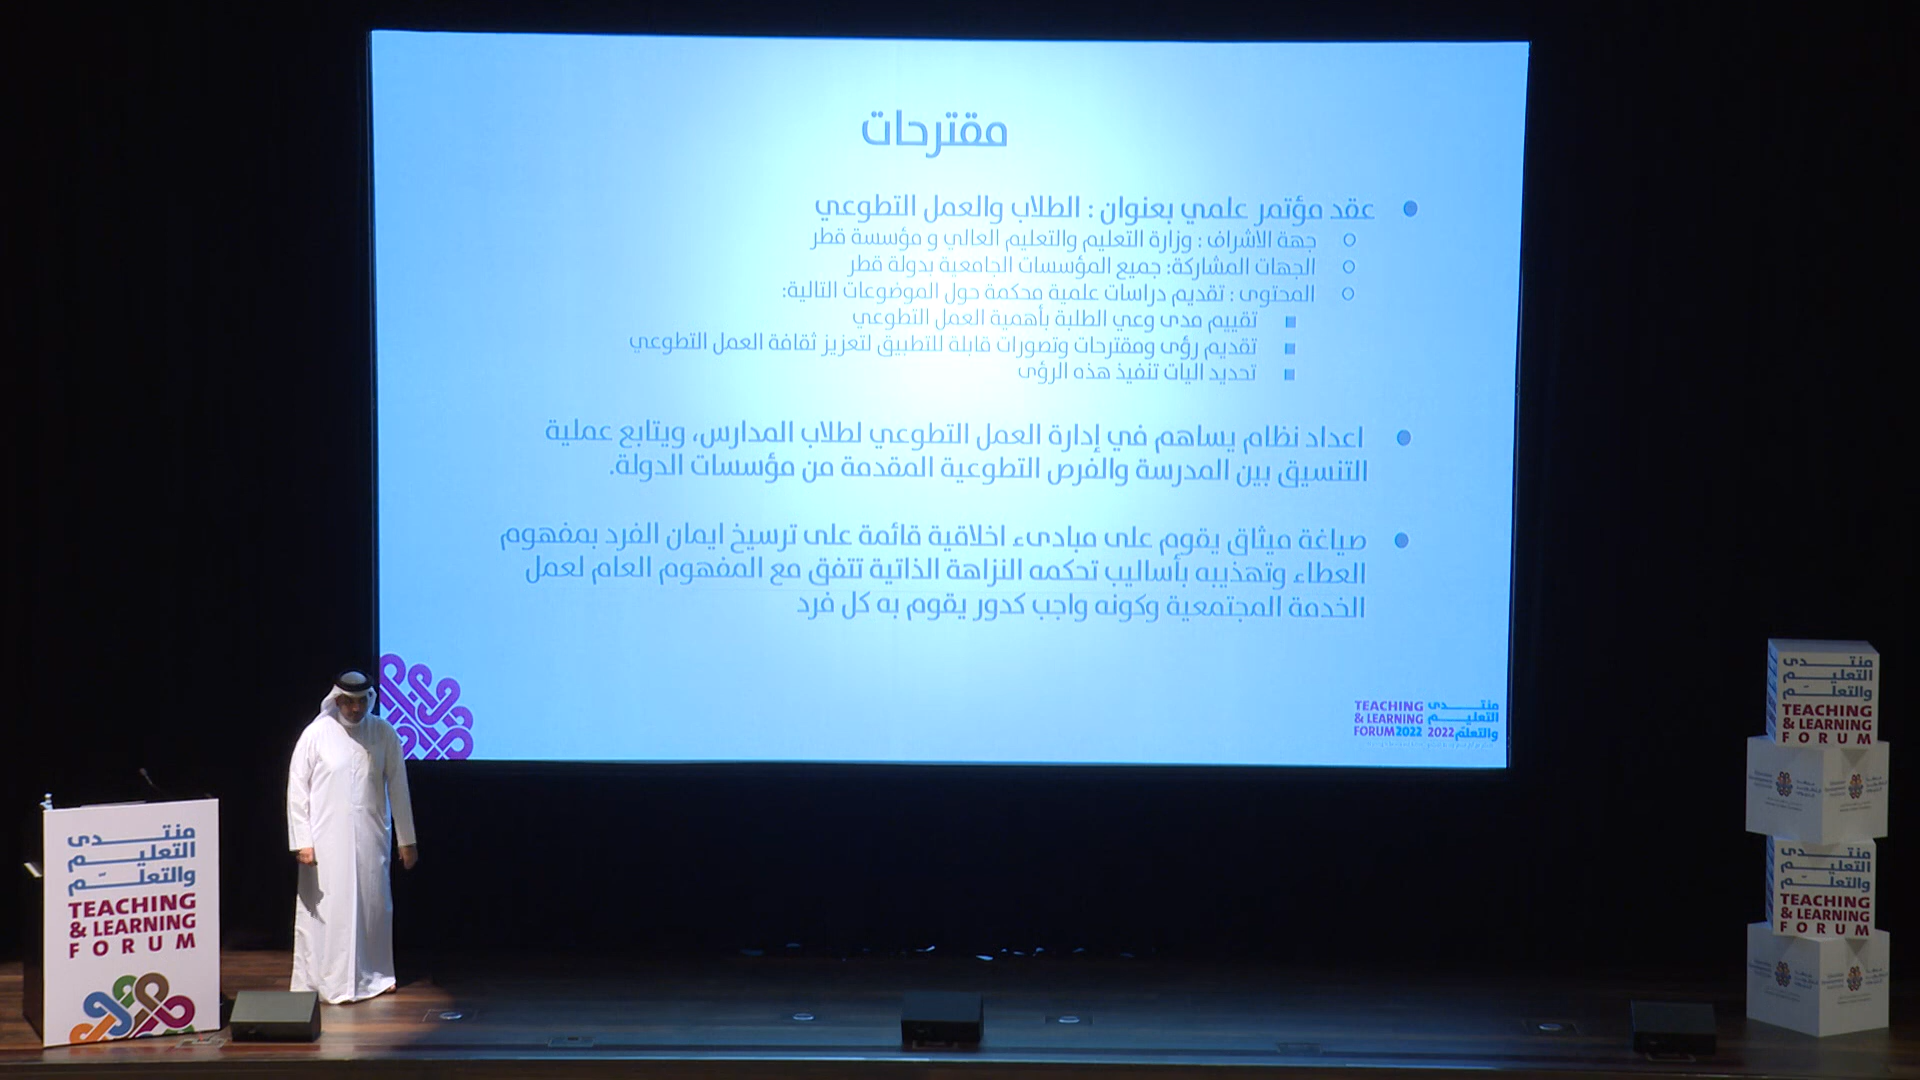 مقترحات
عقد مؤتمر علمي بعنوان : الطلاب والعمل التطوعي
جهة الاشراف : وزارة التعليم والتعليم العالي و مؤسسة قطر
الجهات المشاركة: جميع المؤسسات الجامعية بدولة قطر
المحتوى : تقديم دراسات علمية محكمة حول الموضوعات التالية:
تقييم مدى وعي الطلبة بأهمية العمل التطوعي
تقديم رؤى ومقترحات وتصورات قابلة للتطبيق لتعزيز ثقافة العمل التطوعي
تحديد اليات تنفيذ هذه الرؤى
اعداد نظام يساهم في إدارة العمل التطوعي لطلاب المدارس، ويتابع عملية
التنسيق بين المدرسة والفرص التطوعية المقدمة من مؤسسات الدولة.
صياغة ميثاق يقوم على مبادىء اخلاقية قائمة على ترسيخ ايمان الفرد بمفهوم
العطاء وتهذيبه بأساليب تحكمه النزاهة الذاتية تتفق مع المفهوم العام لعمل
الخدمة المجتمعية وكونه واجب كدور يقوم به كل فرد
TEACHING
& LEARNING
FORUM2022
منتدى
التعليم
والتعلم 2022
منتدى
التعليم
والتعلّم
TEACHING
& LEARNING
FORUM
منتدى
التعليم
والتعلّم
TEACHING
& LEARNING
FORUM
منتدى
التعليم
والتعلّم
TEACHING
& LEARNING
FORUM